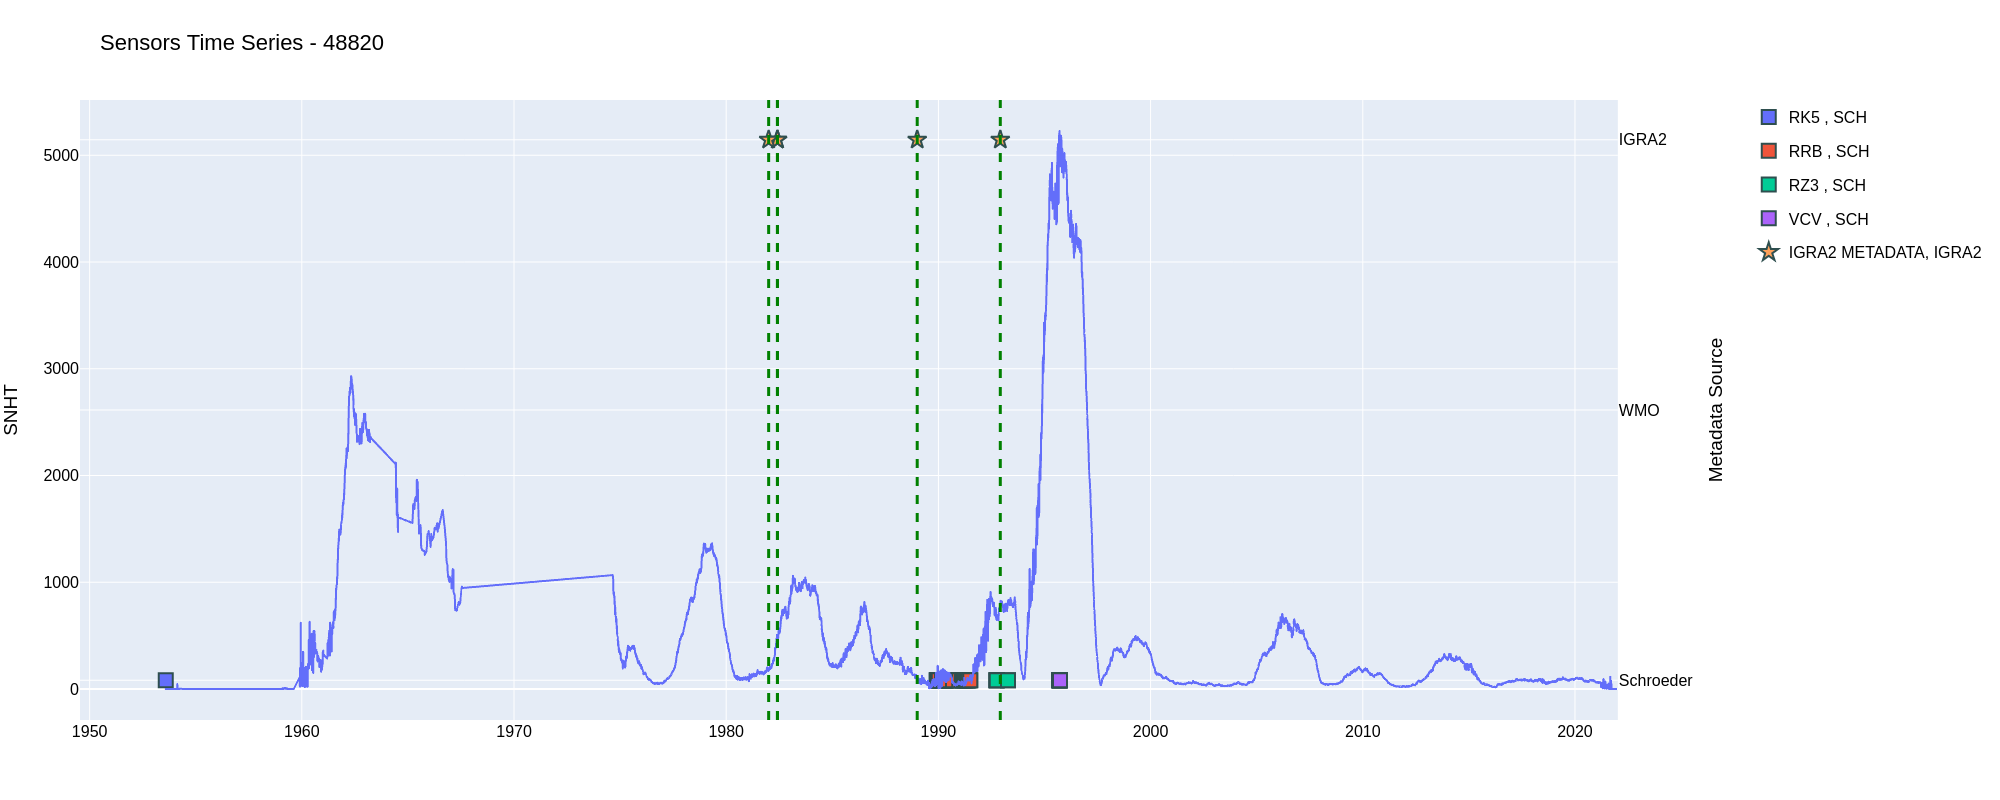 Sensors Time Series - 48820
SNHT
5000
4000
3000
2000
1000
0
1950
1960
1970
1980
1990
2000
2010
2020
IGRA2
WMO
Schroeder
Metadata Source
RK5 , SCH
RRB , SCH
RZ3 , SCH
VCV , SCH
IGRA2 METADATA, IGRA2